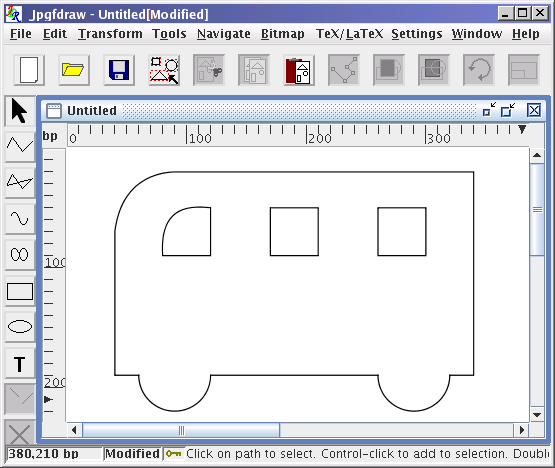 Jpgfdraw - Untitled[Modified]
File Edit Transform Tools Navigate Bitmap TeX/LaTeX Settings Window Help
Untitled
bp 0 100 200 300
100
200
T
380,210 bp Modified Click on path to select. Control-click to add to selection. Doubl